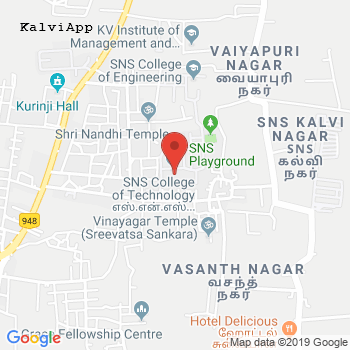 KalviApp
KV Institute of
Management and...
VAIYAPURI
NAGAR
வையாபுரி
நகர்
SNS College
of Engineering
Kurinji Hall
Shri Nandhi Temple
SNS
Playground
SNS KALVI
NAGAR
SNS
கல்வி
நகர்
SNS College
of Technology
எஸ்.என்.எஸ்...
948
Vinayagar Temple
(Sreevatsa Sankara)
VASANTH NAGAR
வசந்த்
நகர்
Hotel Delicious
ஹோட்டல்
Grace Fellowship Centre
Google
Map data ©2019 Google